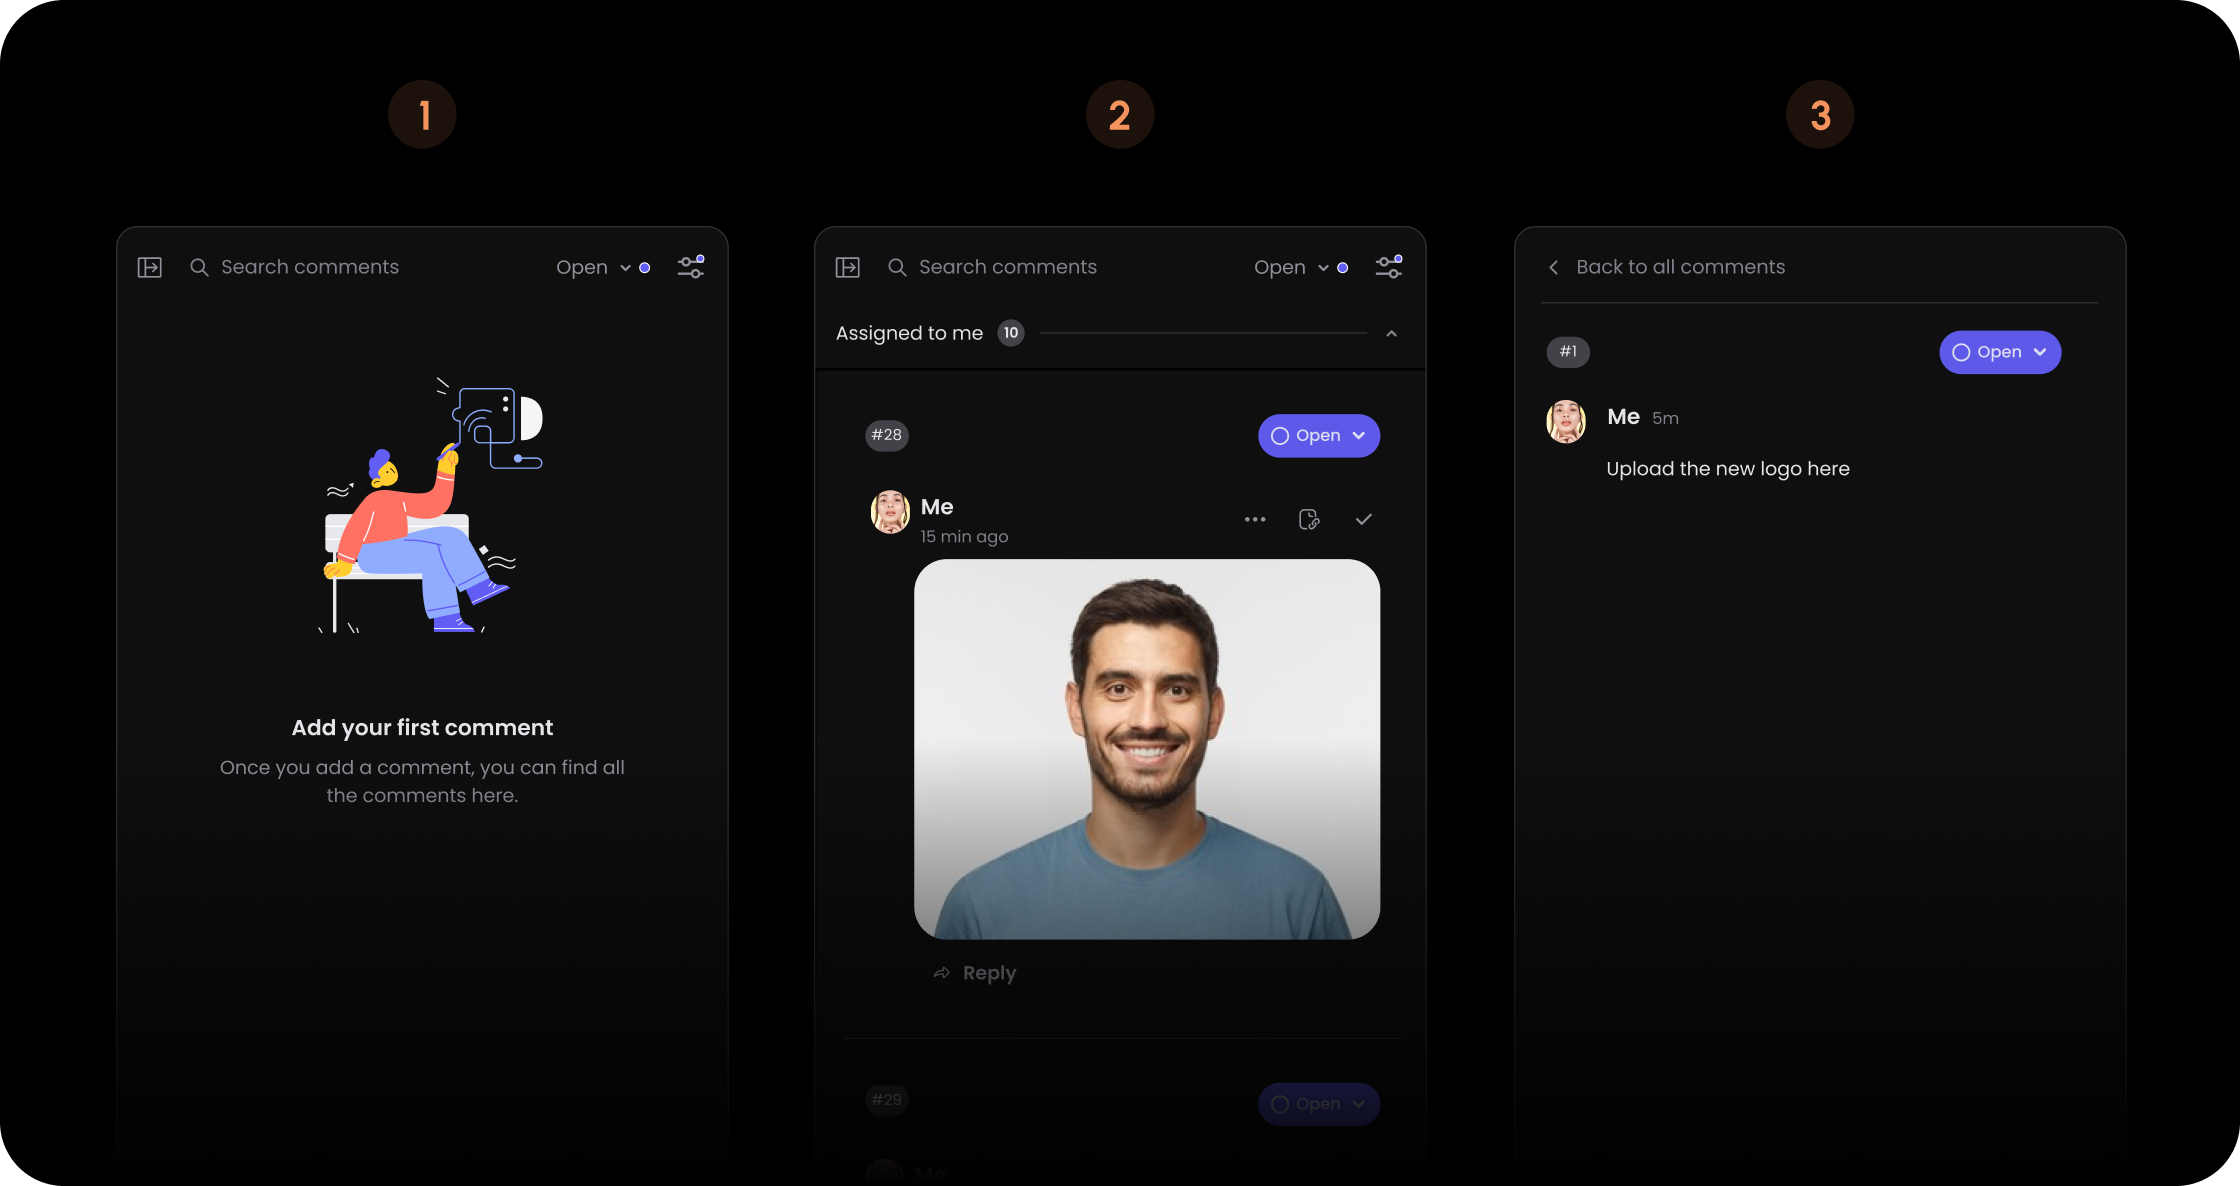 1
Search comments
Open
Add your first comment
Once you add a comment, you can find all
the comments here.
2
Search comments
Open
Assigned to me 10
#28
Open
Me
15 min ago
Reply
#29
Open
Me
3
Back to all comments
#1
Open
Me 5m
Upload the new logo here